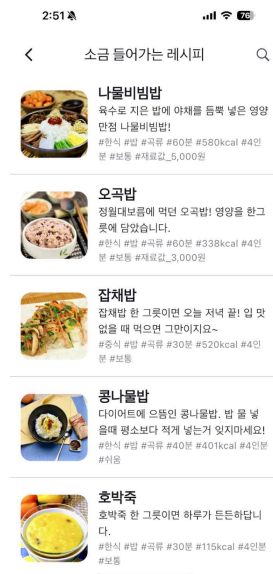 2:51
76
소금 들어가는 레시피
나물비빔밥
육수로 지은 밥에 야채를 듬뿍 넣은 영양
만점 나물비빔밥!
#한식 #밥 #곡류 #60분 #580kcal #4인
분 #보통 #재료값_5,000원
오곡밥
정월대보름에 먹던 오곡밥! 영양을 한그
릇에 담았습니다.
#한식 #밥 #곡류 #60분 #338kcal #4인
분 #보통 #재료값_3,000원
잡채밥
잡채밥 한 그릇이면 오늘 저녁 끝! 입 맛
없을 때 먹으면 그만이지요~
#중식 #밥 #곡류 #30분 #520kcal #4인
분 #보통
콩나물밥
다이어트에 으뜸인 콩나물밥. 밥 물 넣
을때 평소보다 적게 넣는거 잊지마세요!
#한식 #밥 #곡류 #40분 #401kcal #4인분
#쉬움
호박죽
호박죽 한 그릇이면 하루가 든든하답니
다.
#한식 #밥 #곡류 #30분 #115kcal #4인분
#보통